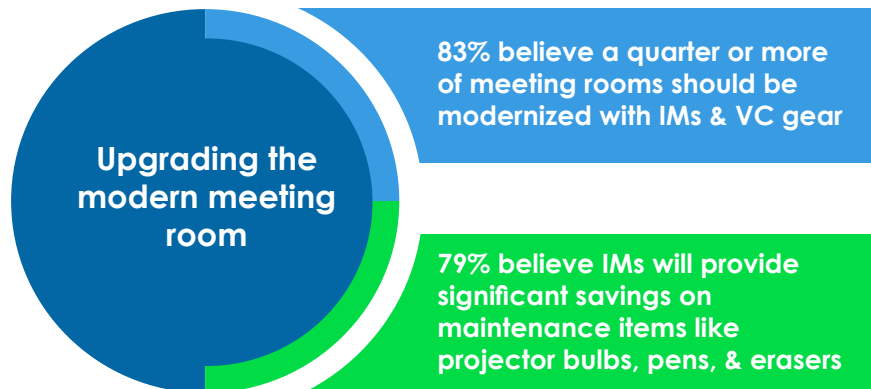 Upgrading the
modern meeting
room
83% believe a quarter or more
of meeting rooms should be
modernized with IMs & VC gear
79% believe IMs will provide
significant savings on
maintenance items like
projector bulbs, pens, & erasers